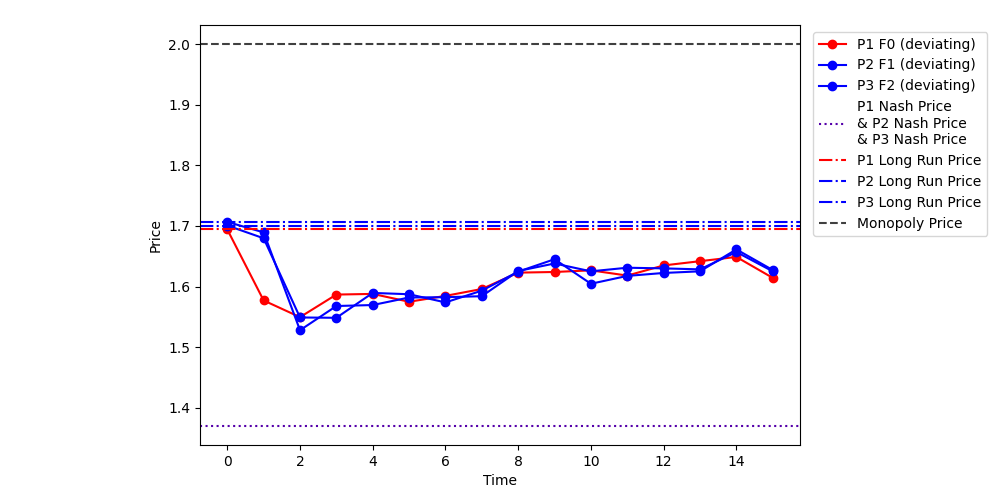 2.0
1.9
1.8
1.7
1.6
1.5
1.4
Price
0
2
4
6
8
10
12
14
Time
P1 F0 (deviating)
P2 F1 (deviating)
P3 F2 (deviating)
P1 Nash Price
& P2 Nash Price
& P3 Nash Price
P1 Long Run Price
P2 Long Run Price
P3 Long Run Price
Monopoly Price